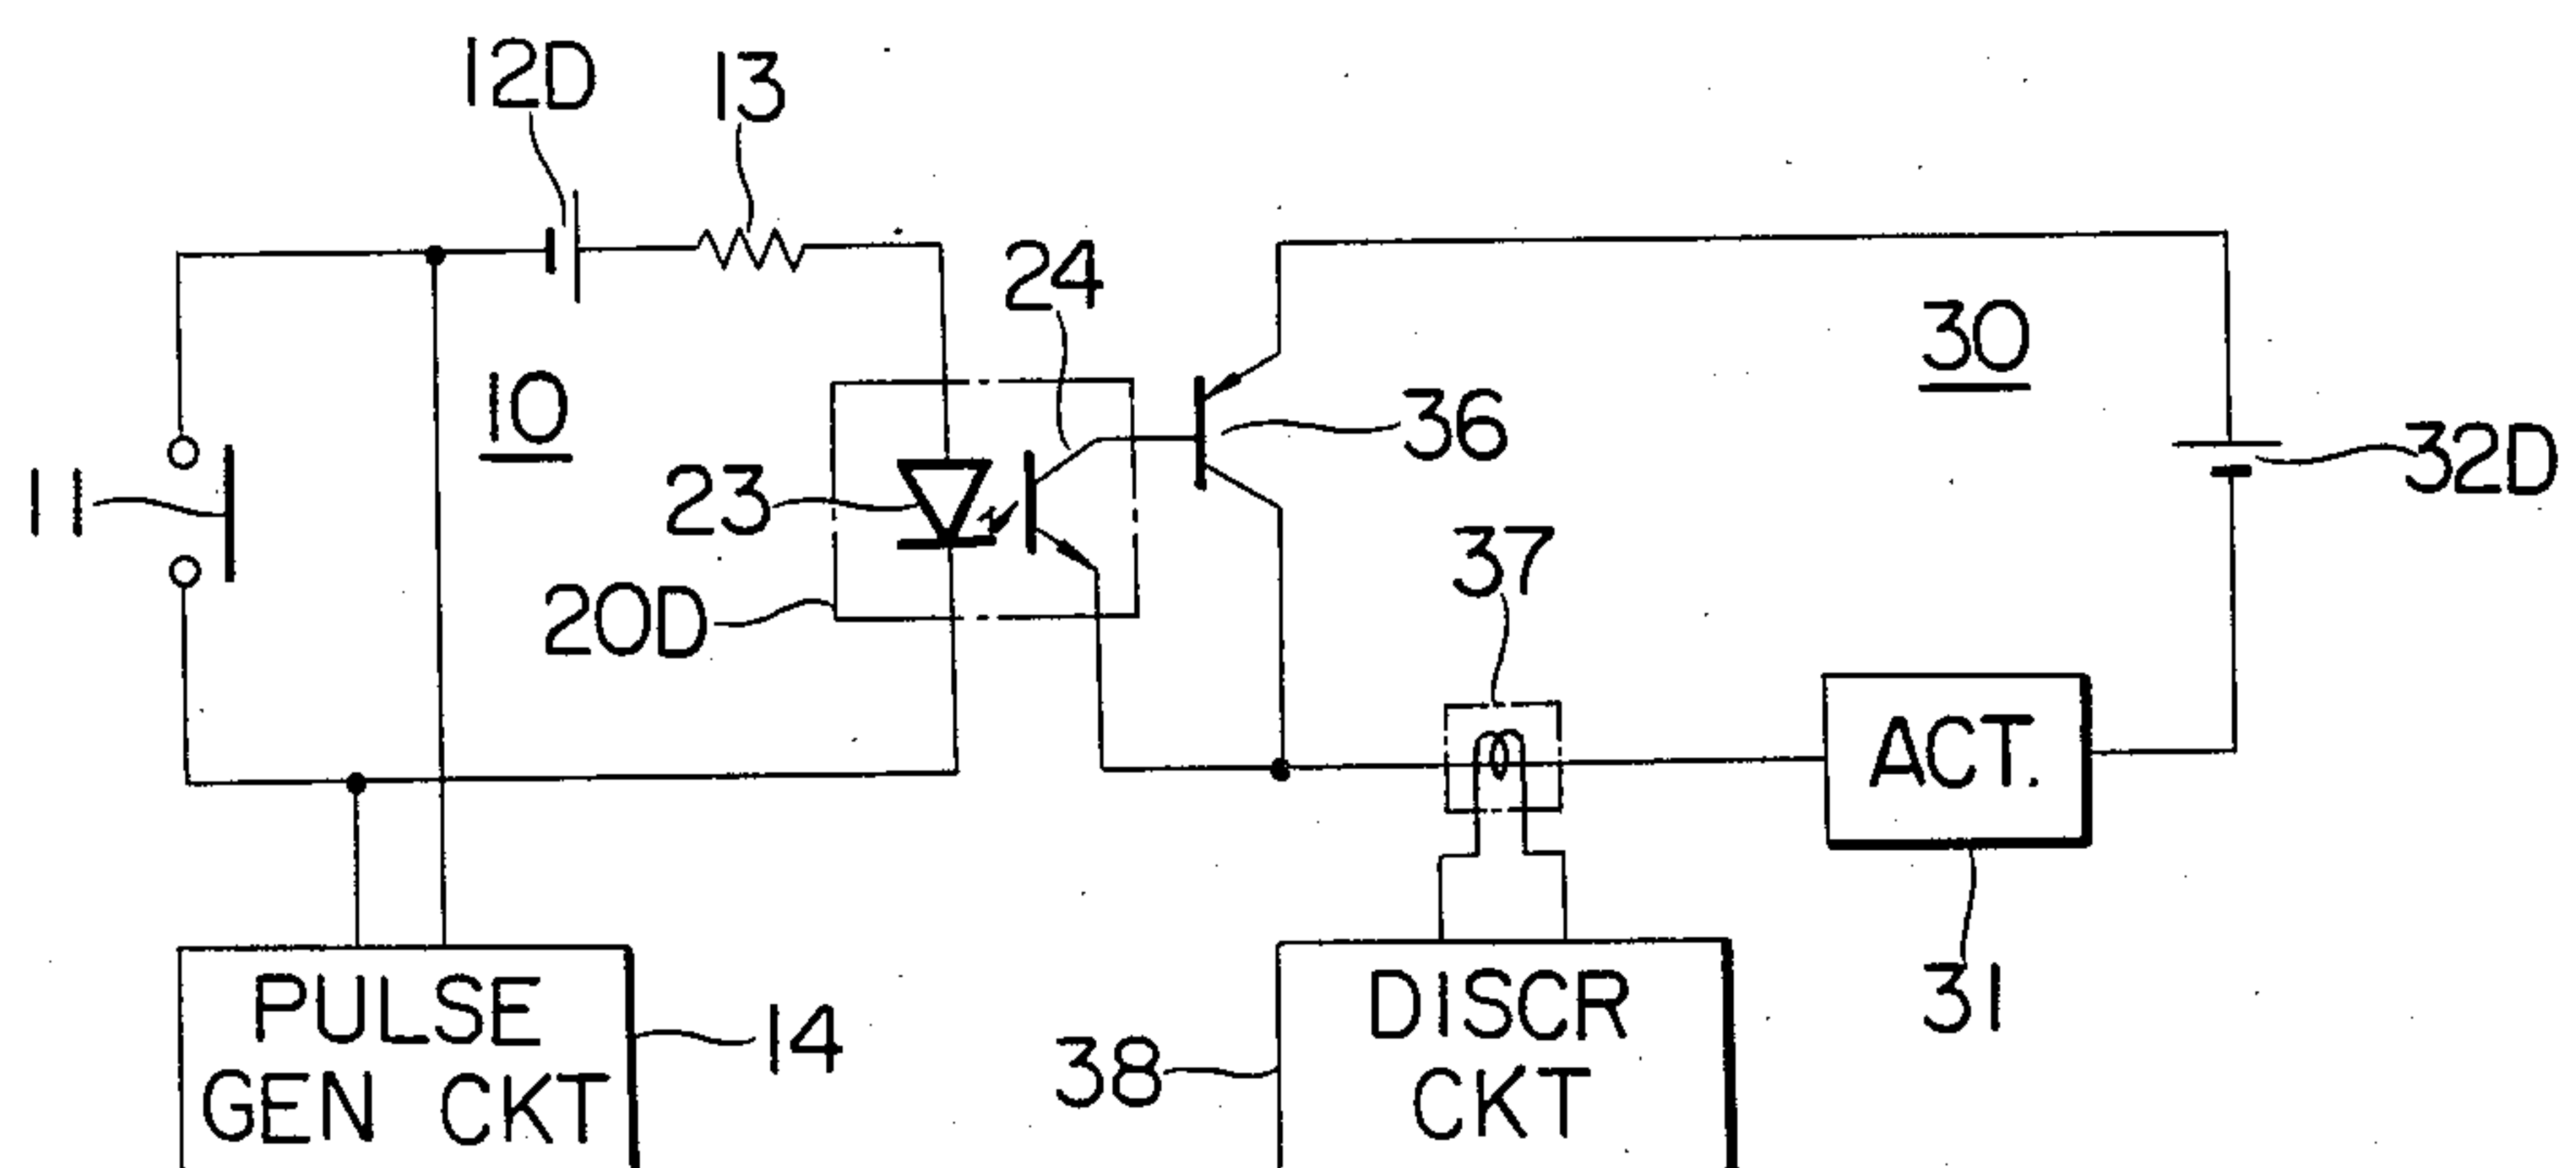 12D
13
24
10
30
36
32D
11
23
37
20D
ACT.
31
PULSE
GEN CKT
14
DISCR
CKT
38